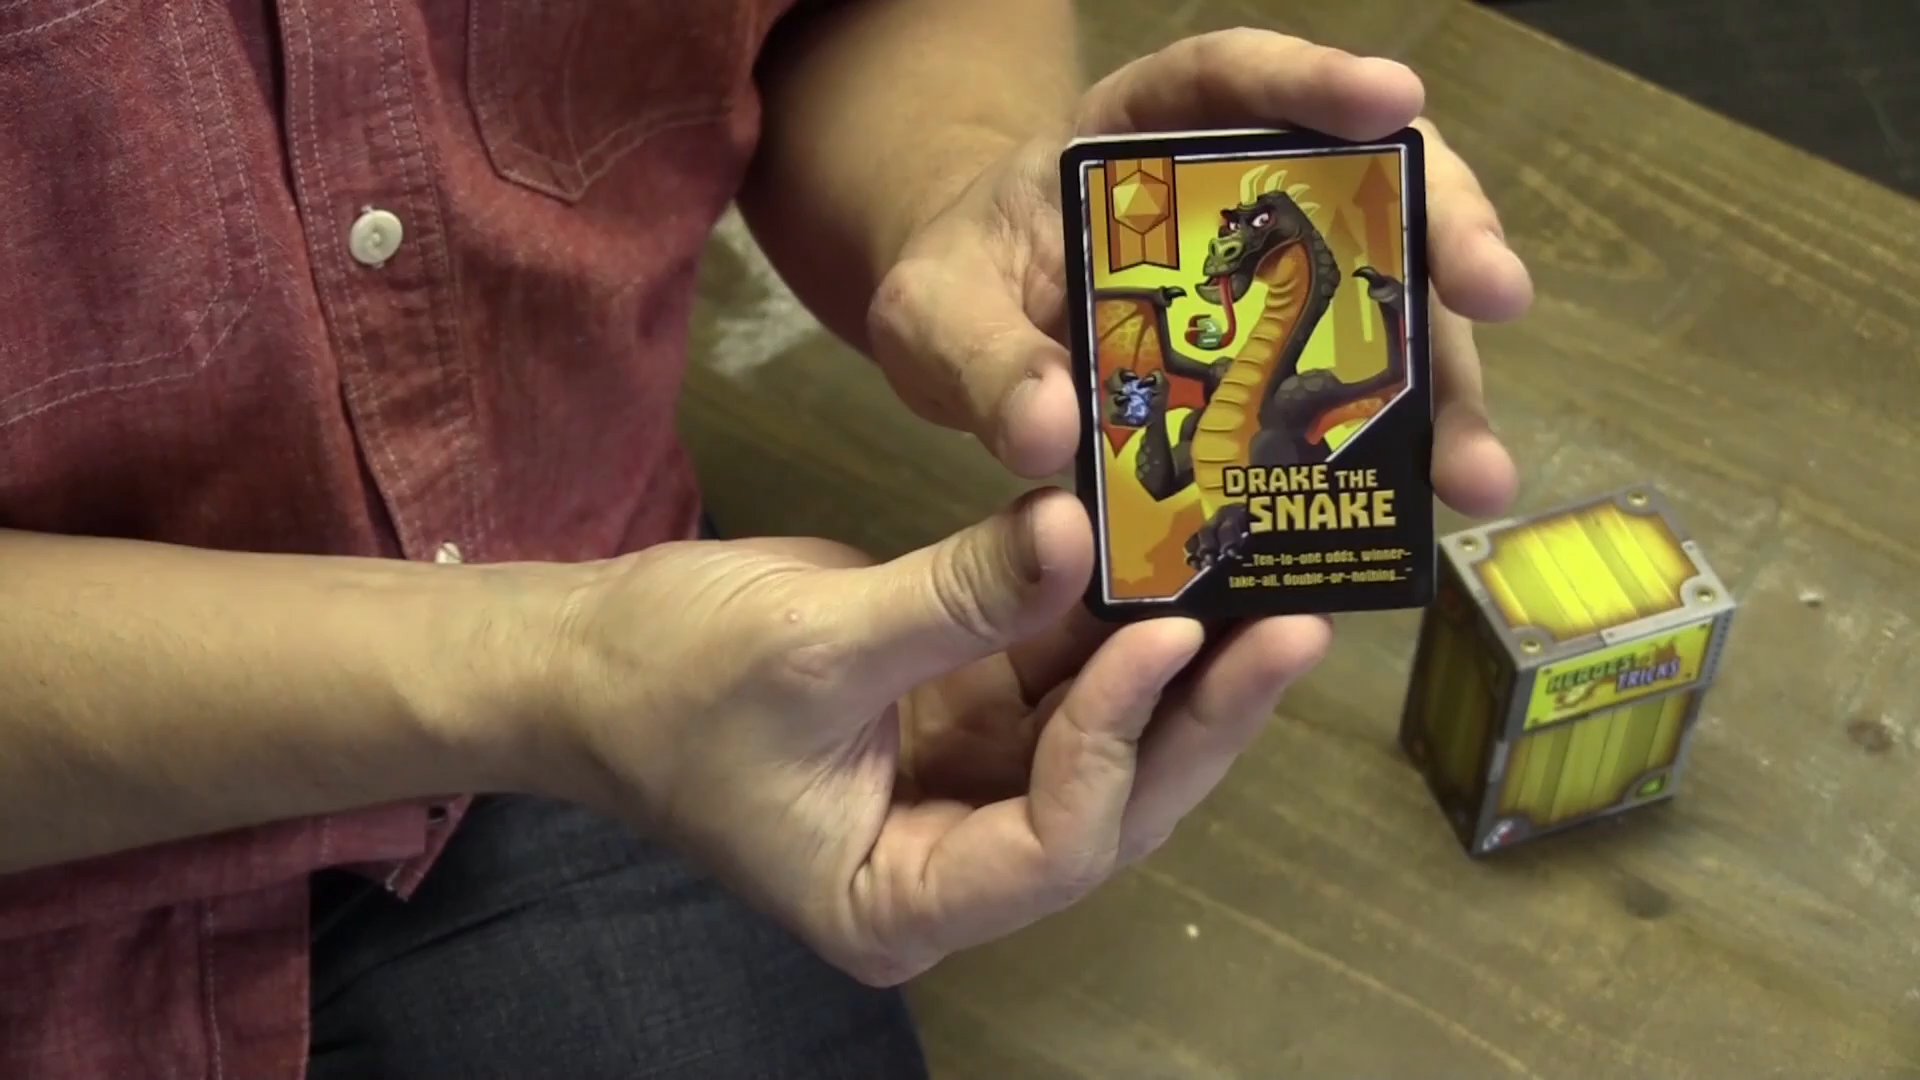 DRAKE THE
SNAKE
...Ten-to-one odds, winner-
take-all, double-or-nothing..."
HEROES
TRICKS